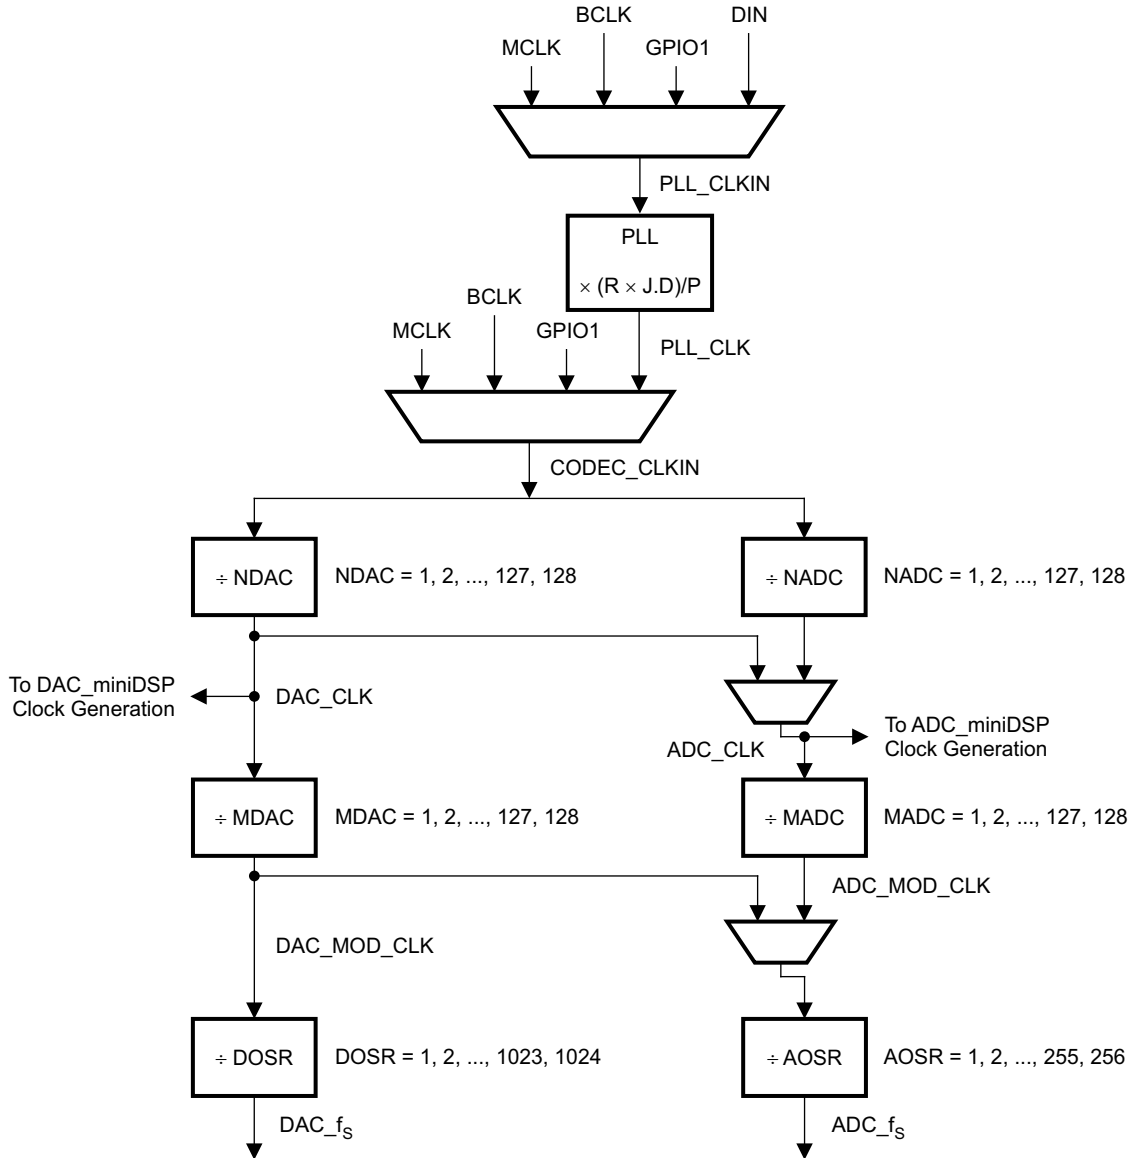 BCLK
DIN
MCLK
GPIO1
PLL_CLKIN
PLL
× (R × J.D)/P
BCLK
MCLK
GPIO1
PLL_CLK
CODEC_CLKIN
÷ NDAC
NDAC = 1, 2, ..., 127, 128
÷ NADC
NADC = 1, 2, ..., 127, 128
To DAC_miniDSP
Clock Generation
DAC_CLK
ADC_CLK
To ADC_miniDSP
Clock Generation
÷ MDAC
MDAC = 1, 2, ..., 127, 128
÷ MADC
MADC = 1, 2, ..., 127, 128
ADC_MOD_CLK
DAC_MOD_CLK
÷ DOSR
DOSR = 1, 2, ..., 1023, 1024
÷ AOSR
AOSR = 1, 2, ..., 255, 256
DAC_fS
ADC_fS